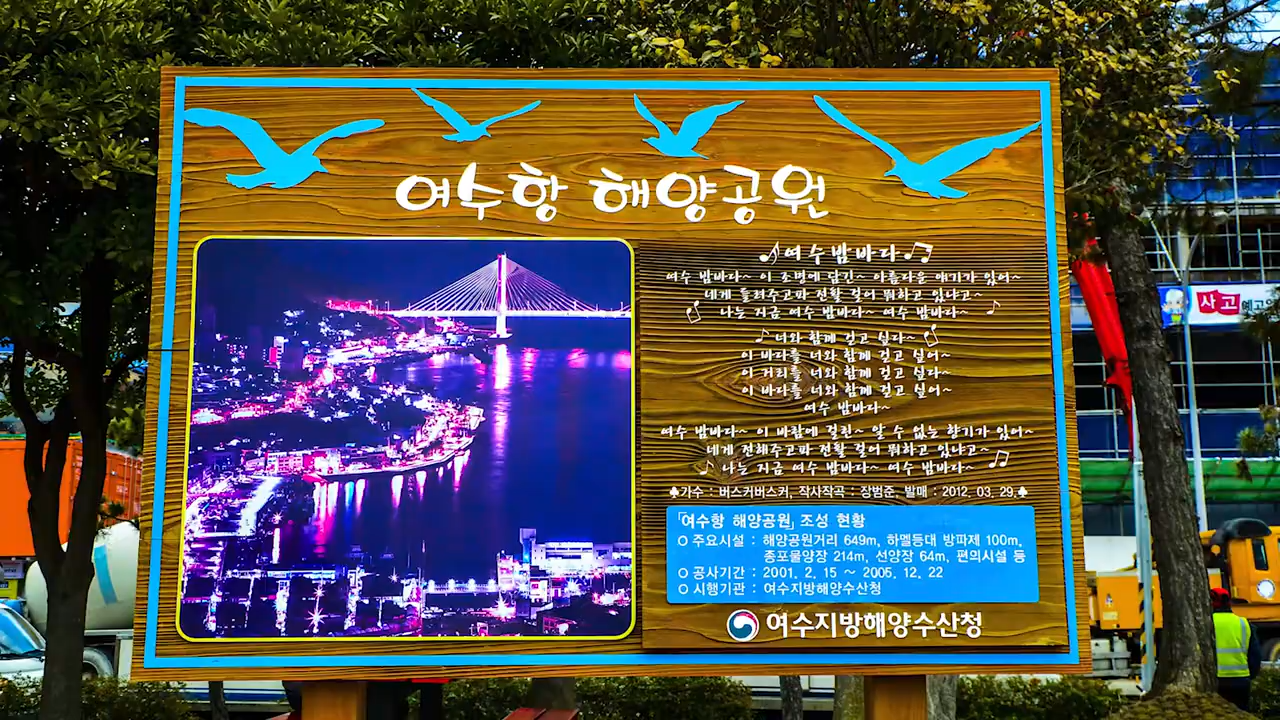 여수항 해양공원
여수 밤바다
여수 밤바다~ 이 조명에 담긴~ 아름다운 얘기가 있어~
네게 들려주고파 전활 걸어 뭐하고 있냐고~
나는 지금 여수 밤바다~ 여수 밤바다~
너와 함께 걷고 싶다~
이 바다를 너와 함께 걷고 싶어~
이 거리를 너와 함께 걷고 싶다~
이 바다를 너와 함께 걷고 싶어~
여수 밤바다~
여수 밤바다~ 이 바람에 걸린~ 알 수 없는 향기가 있어~
네게 전해주고파 전활 걸어 뭐하고 있냐고~
나는 지금 여수 밤바다~ 여수 밤바다~
♣가수 : 버스커버스커, 작사작곡 : 장범준, 발매 : 2012. 03. 29.♣
「여수항 해양공원」 조성 현황
○ 주요시설 : 해양공원거리 649m, 하멜등대 방파제 100m,
종포물양장 214m, 선양장 64m, 편의시설 등
○ 공사기간 : 2001. 2. 15 ~ 2005. 12. 22
○ 시행기관 : 여수지방해양수산청
여수지방해양수산청
사고 예고